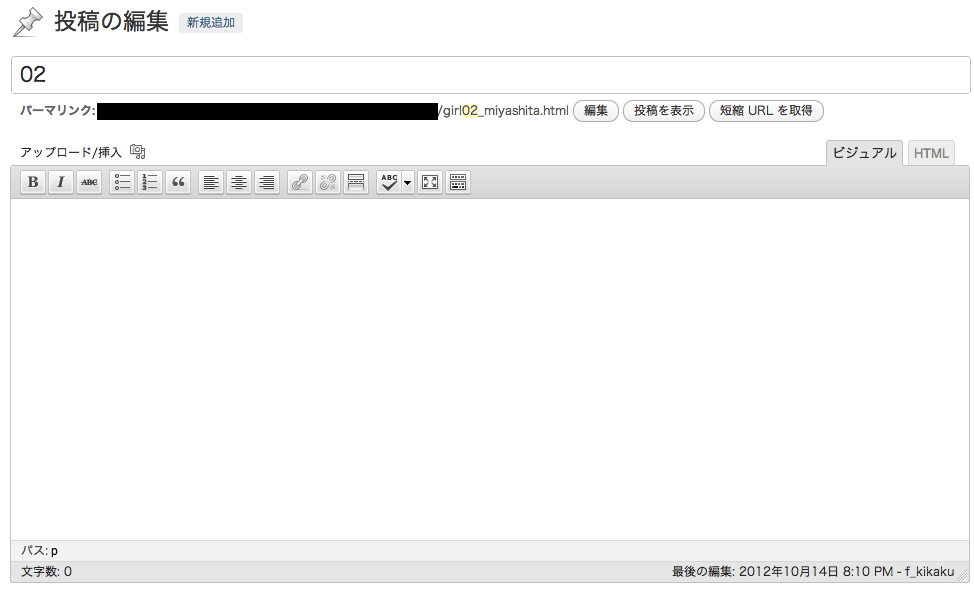 投稿の編集 新規追加
02
パーマリンク: /girl02_miyashita.html 編集 投稿を表示 短縮 URL を取得
アップロード/挿入 ビジュアル HTML
B I ABC ABC
パス: p
文字数: 0 最後の編集: 2012年10月14日 8:10 PM - f_kikaku